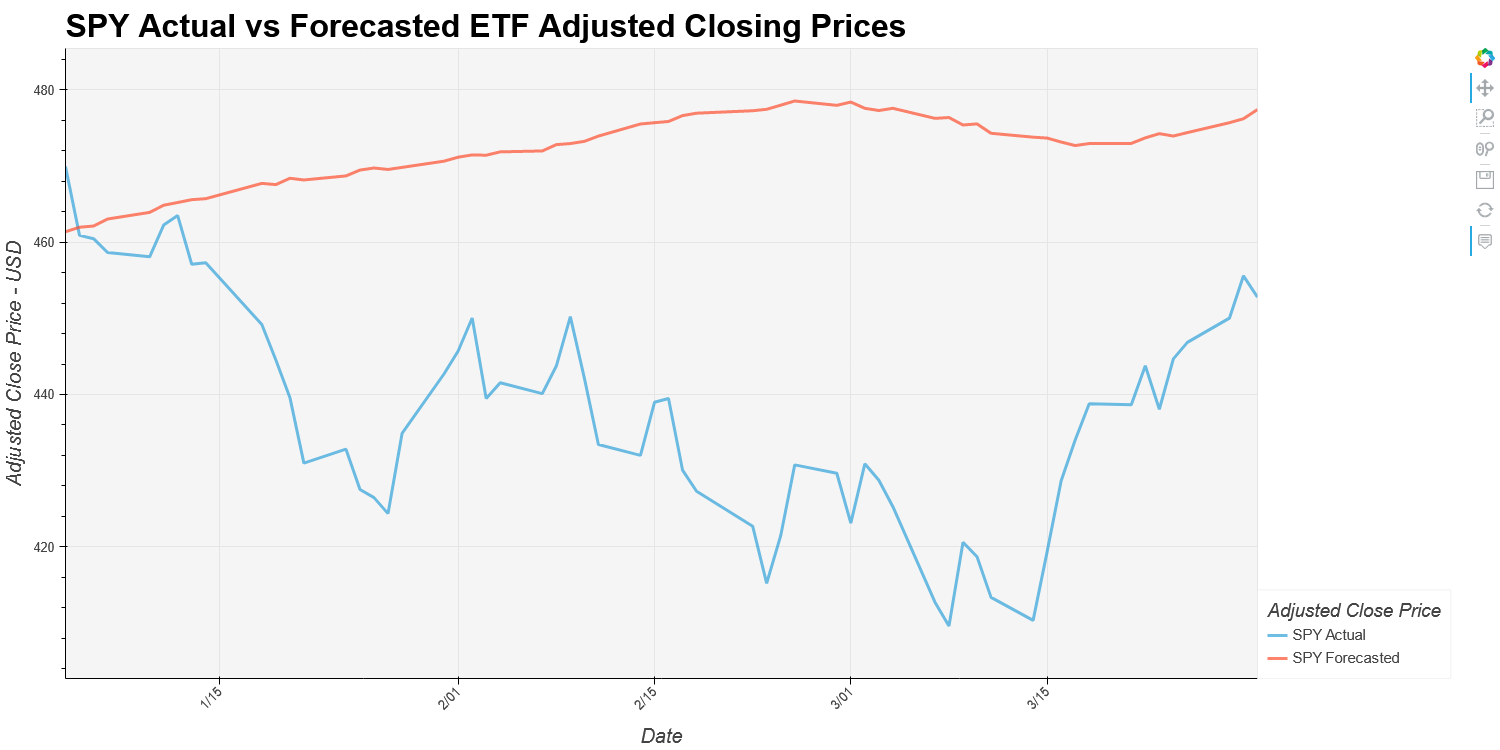 SPY Actual vs Forecasted ETF Adjusted Closing Prices
Adjusted Close Price - USD
480
460
440
420
1/15
2/01
2/15
3/01
3/15
Date
Adjusted Close Price
SPY Actual
SPY Forecasted